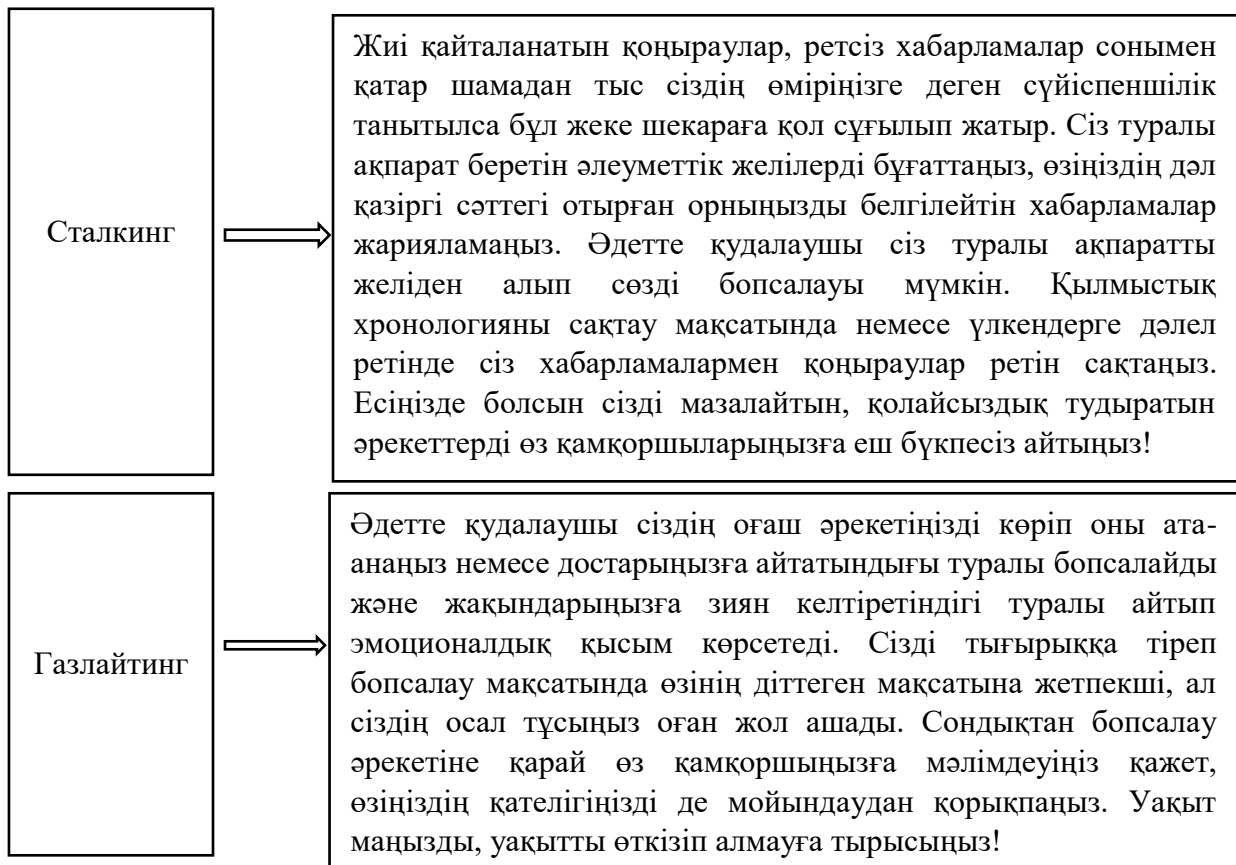 Сталкинг
Жиі қайталанатын қоңыраулар, ретсіз хабарламалар сонымен
қатар шамадан тыс сіздің өміріңізге деген сүйіспеншілік
танытылса бұл жеке шекараға қол сұғылып жатыр. Сіз туралы
ақпарат беретін әлеуметтік желілерді бұғаттаңыз, өзіңіздің дәл
қазіргі сәттегі отырған орныңызды белгілейтін хабарламалар
жарияламаңыз. Әдетте қудалаушы сіз туралы ақпаратты
желіден алып сөзді бопсалауы мүмкін. Қылмыстық
хронологияны сақтау мақсатында немесе үлкендерге дәлел
ретінде сіз хабарламалармен қоңыраулар ретін сақтаңыз.
Есіңізде болсын сізді мазалайтын, қолайсыздық тудыратын
әрекеттерді өз қамқоршыларыңызға еш бүкпесіз айтыңыз!
Газлайтинг
Әдетте қудалаушы сіздің оғаш әрекетіңізді көріп оны ата-
анаңыз немесе достарыңызға айтатындығы туралы бопсалайды
және жақындарыңызға зиян келтіретіндігі туралы айтып
эмоционалдық қысым көрсетеді. Сізді тығырыққа тіреп
бопсалау мақсатында өзінің діттеген мақсатына жетпекші, ал
сіздің осал тұсыңыз оған жол ашады. Сондықтан бопсалау
әрекетіне қарай өз қамқоршыңызға мәлімдеуіңіз қажет,
өзіңіздің қателігіңізді де мойындаудан қорықпаңыз. Уақыт
маңызды, уақытты өткізіп алмауға тырысыңыз!